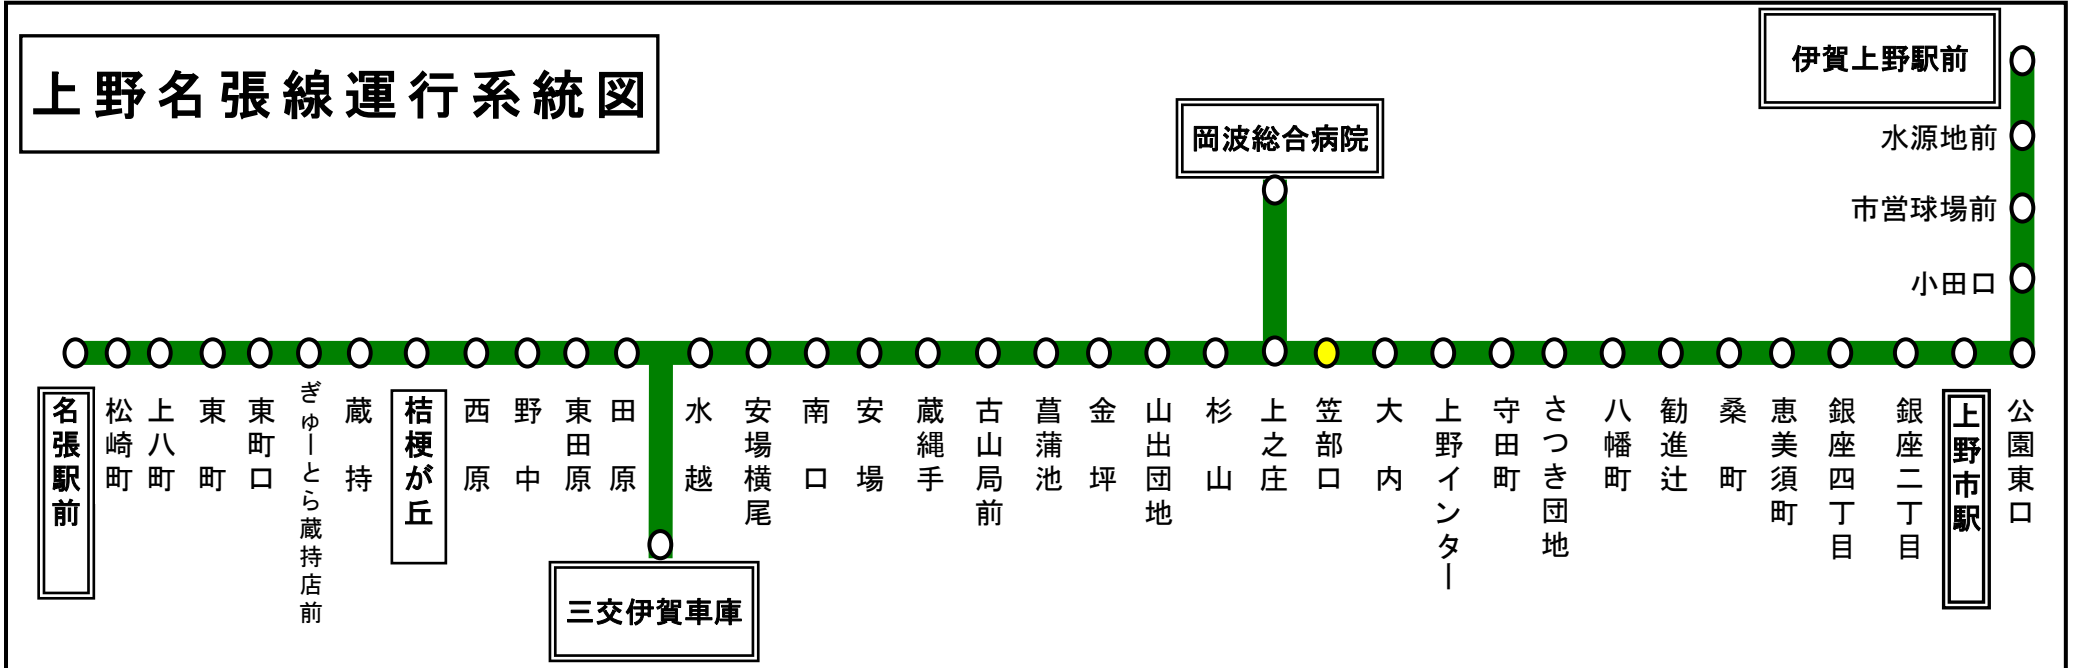 上野名張線運行系統図
伊賀上野駅前
岡波総合病院
水源地前
市営球場前
小田口
名張駅前
松崎町
上八町
東町
東町口
ぎゅーとら蔵持店前
蔵持
桔梗が丘
西原
野中
東田原
田原
水越
安場横尾
南口
安場
蔵縄手
古山局前
菖蒲池
金坪
山出団地
杉山
上之庄
笠部口
大内
上野インター
守田町
さつき団地
八幡町
勧進辻
桑町
恵美須町
銀座四丁目
銀座二丁目
上野市駅
公園東口
三交伊賀車庫